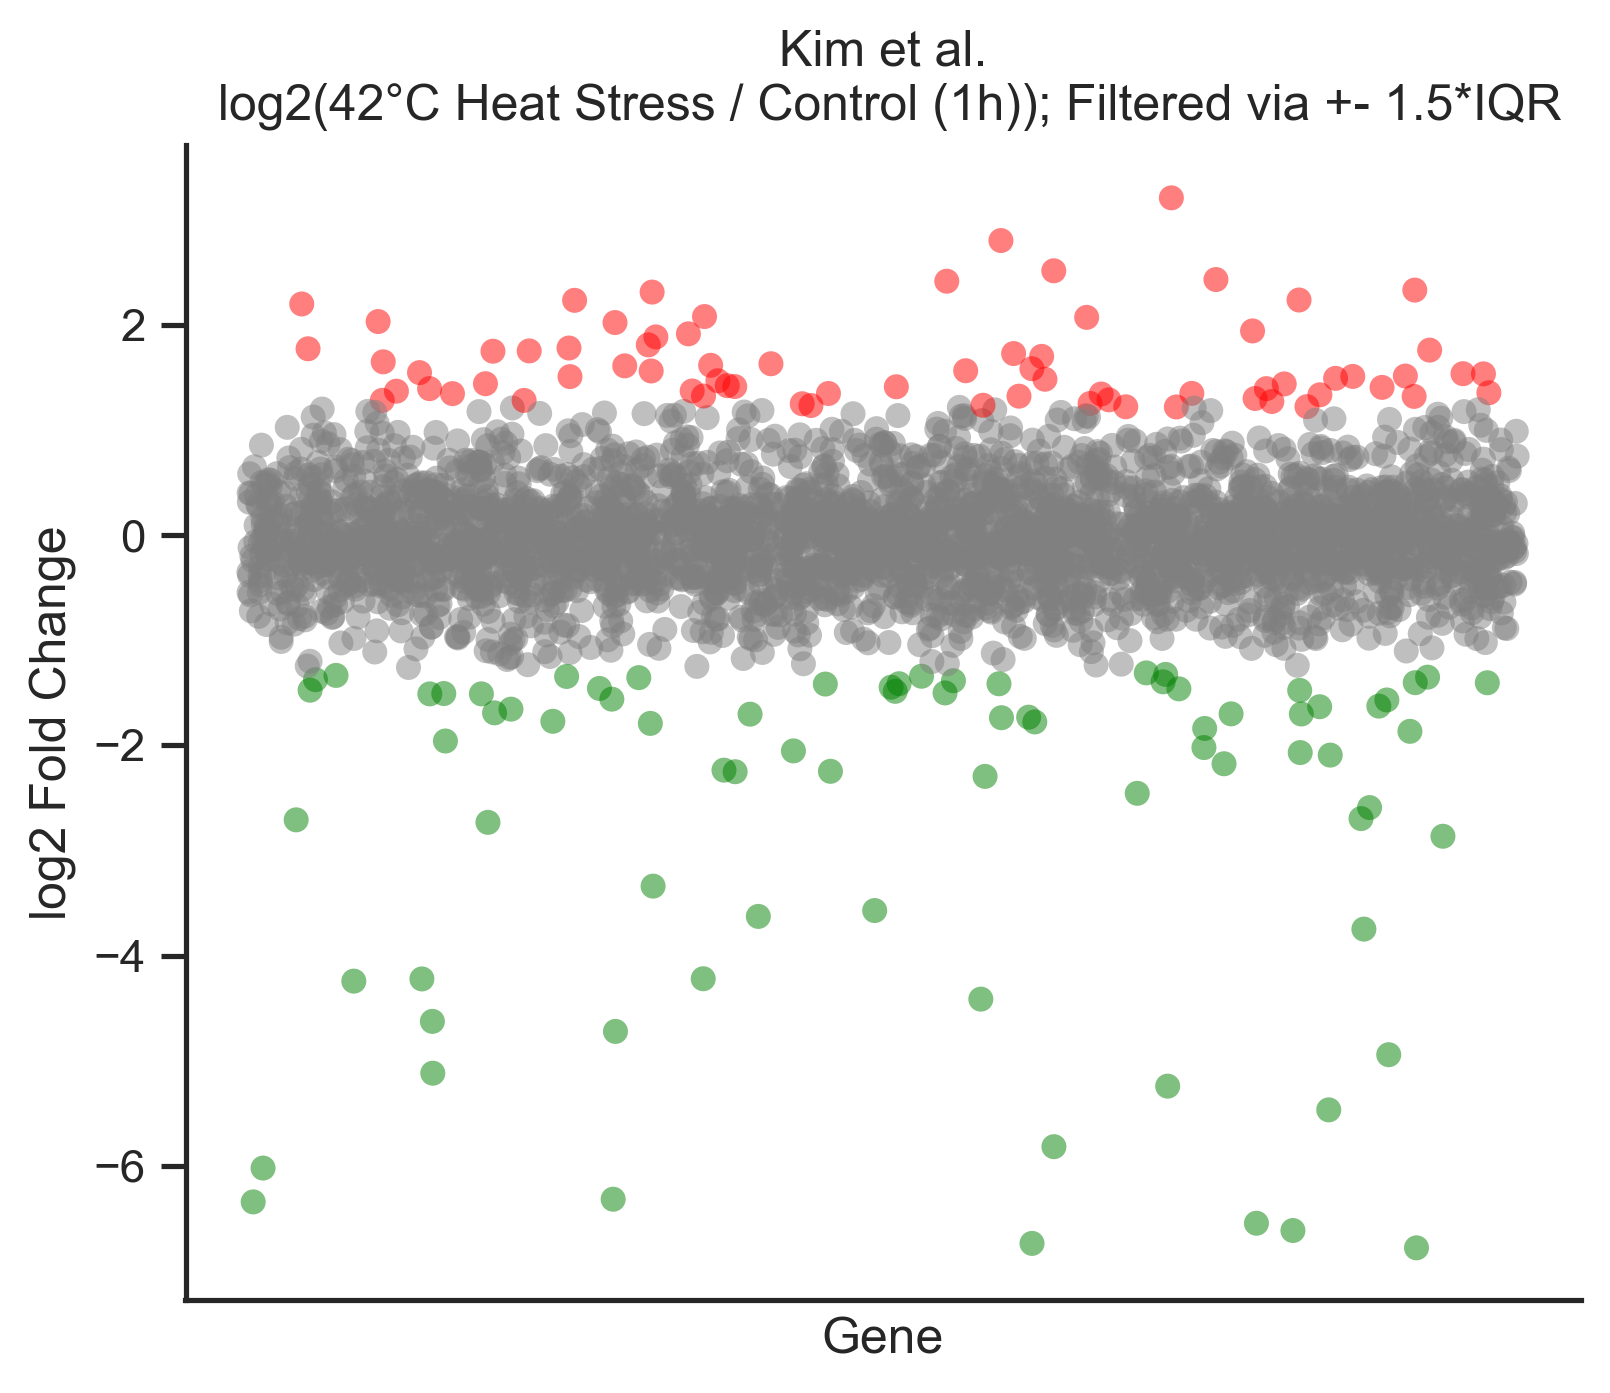 Kim et al.
log2(42°C Heat Stress / Control (1h)); Filtered via +- 1.5*IQR
log2 Fold Change
2
0
−2
−4
−6
Gene